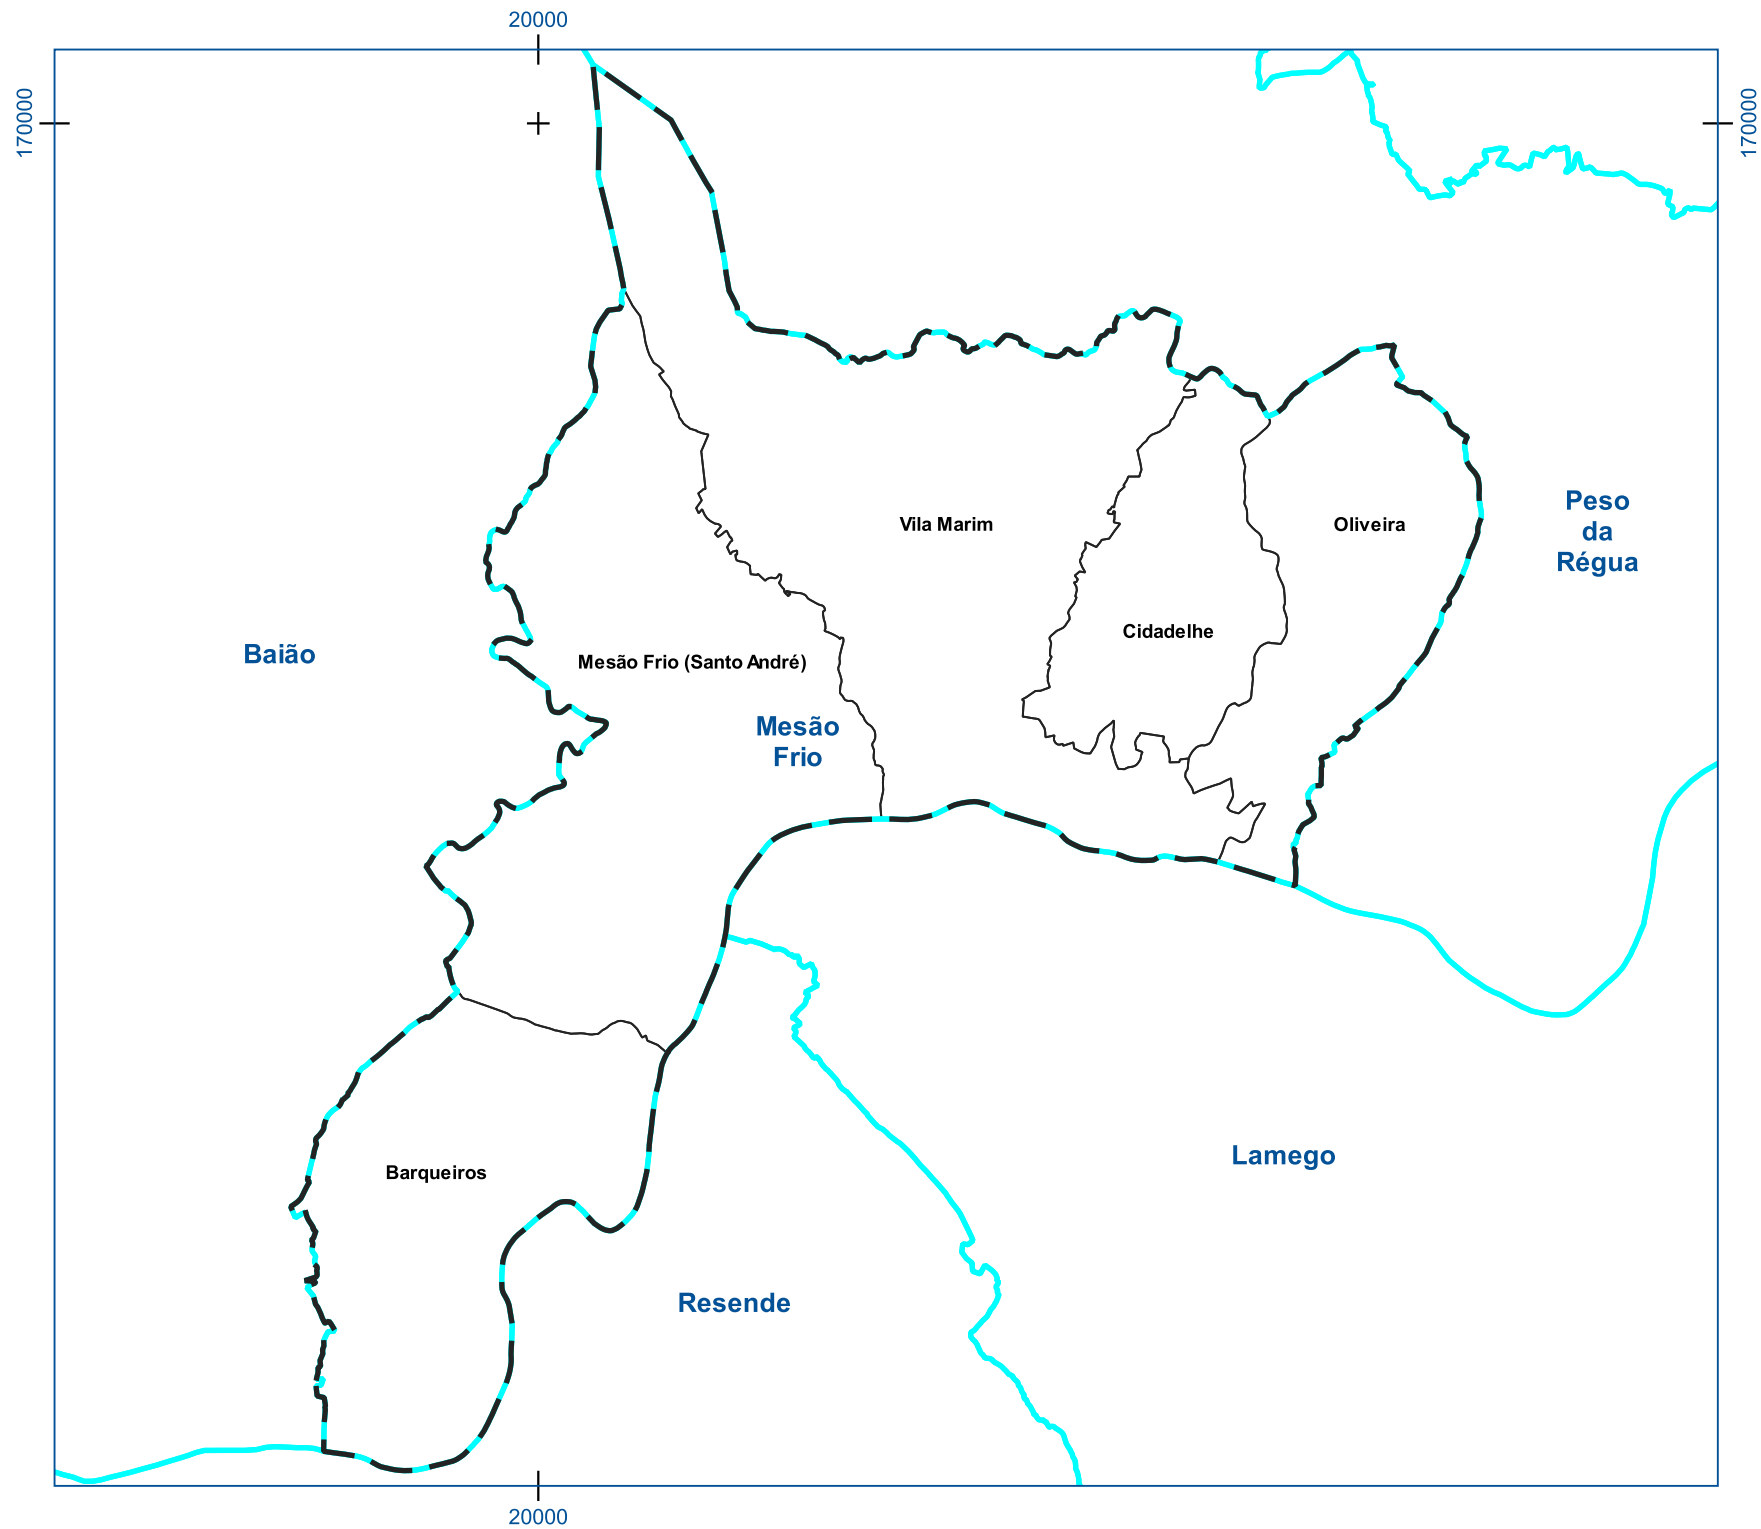 20000
170000
170000
Peso
da
Régua
Vila Marim
Oliveira
Cidadelhe
Baião
Mesão Frio (Santo André)
Mesão
Frio
Lamego
Barqueiros
Resende
20000